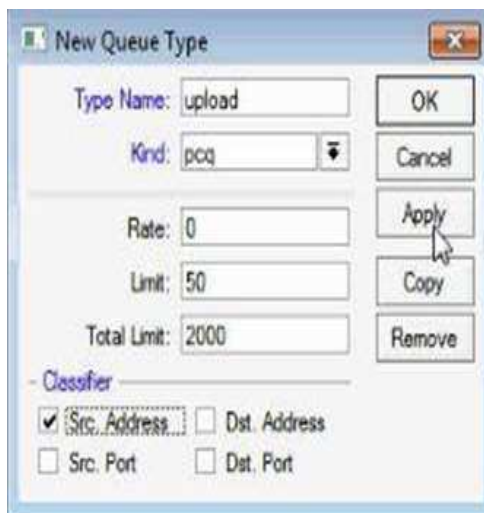 New Queue Type
Type Name: upload
OK
Kind: pcq
Cancel
Apply
Rate: 0
Limit: 50
Copy
Total Limit: 2000
Remove
Classifier
Src. Address Dst. Address
Src. Port Dst. Port